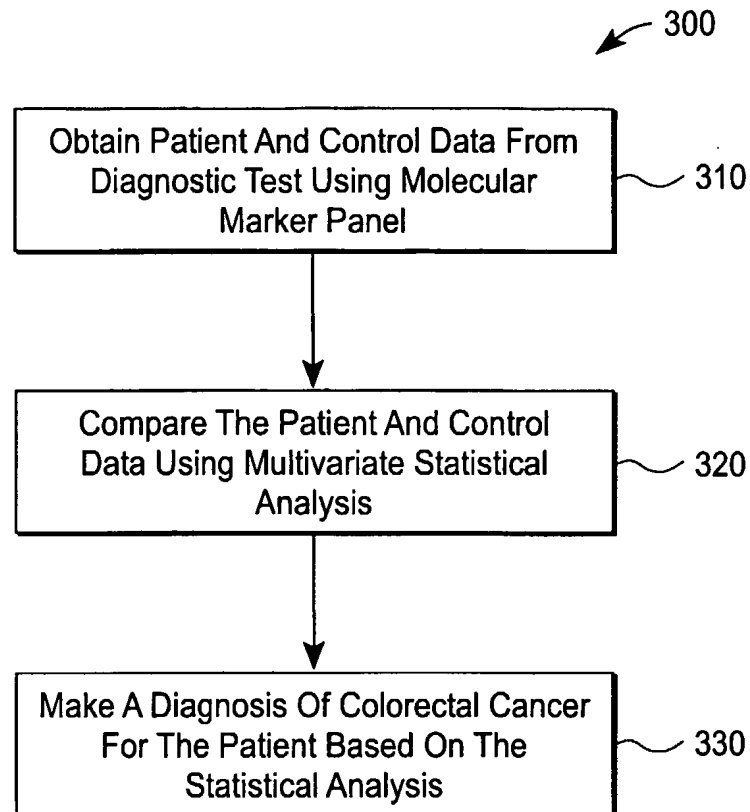 300
Obtain Patient And Control Data From
Diagnostic Test Using Molecular
Marker Panel
310
Compare The Patient And Control
Data Using Multivariate Statistical
Analysis
320
Make A Diagnosis Of Colorectal Cancer
For The Patient Based On The
Statistical Analysis
330